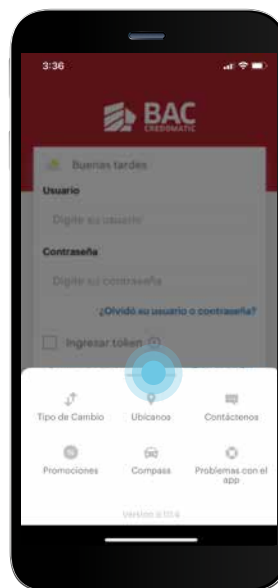 3:36
BAC
CREDOMATIC
Buenas tardes
Usuario
Digite su usuario
Contraseña
Digite su contraseña
¿Olvidó su usuario o contraseña?
Ingresar token
Tipo de Cambio
Ubícanos
Contáctenos
Promociones
Compass
Problemas con el
app